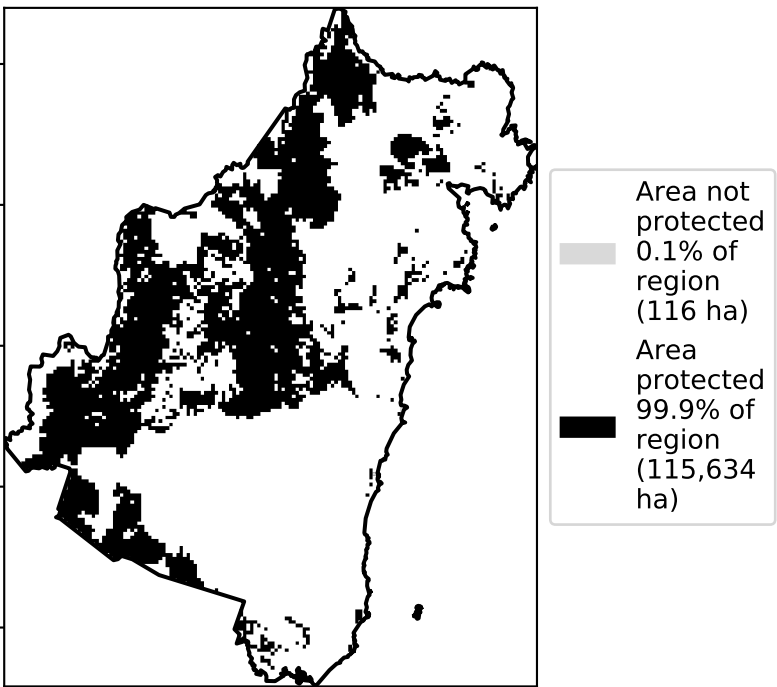 Area not
protected
0.1% of
region
(116 ha)
Area
protected
99.9% of
region
(115,634
ha)